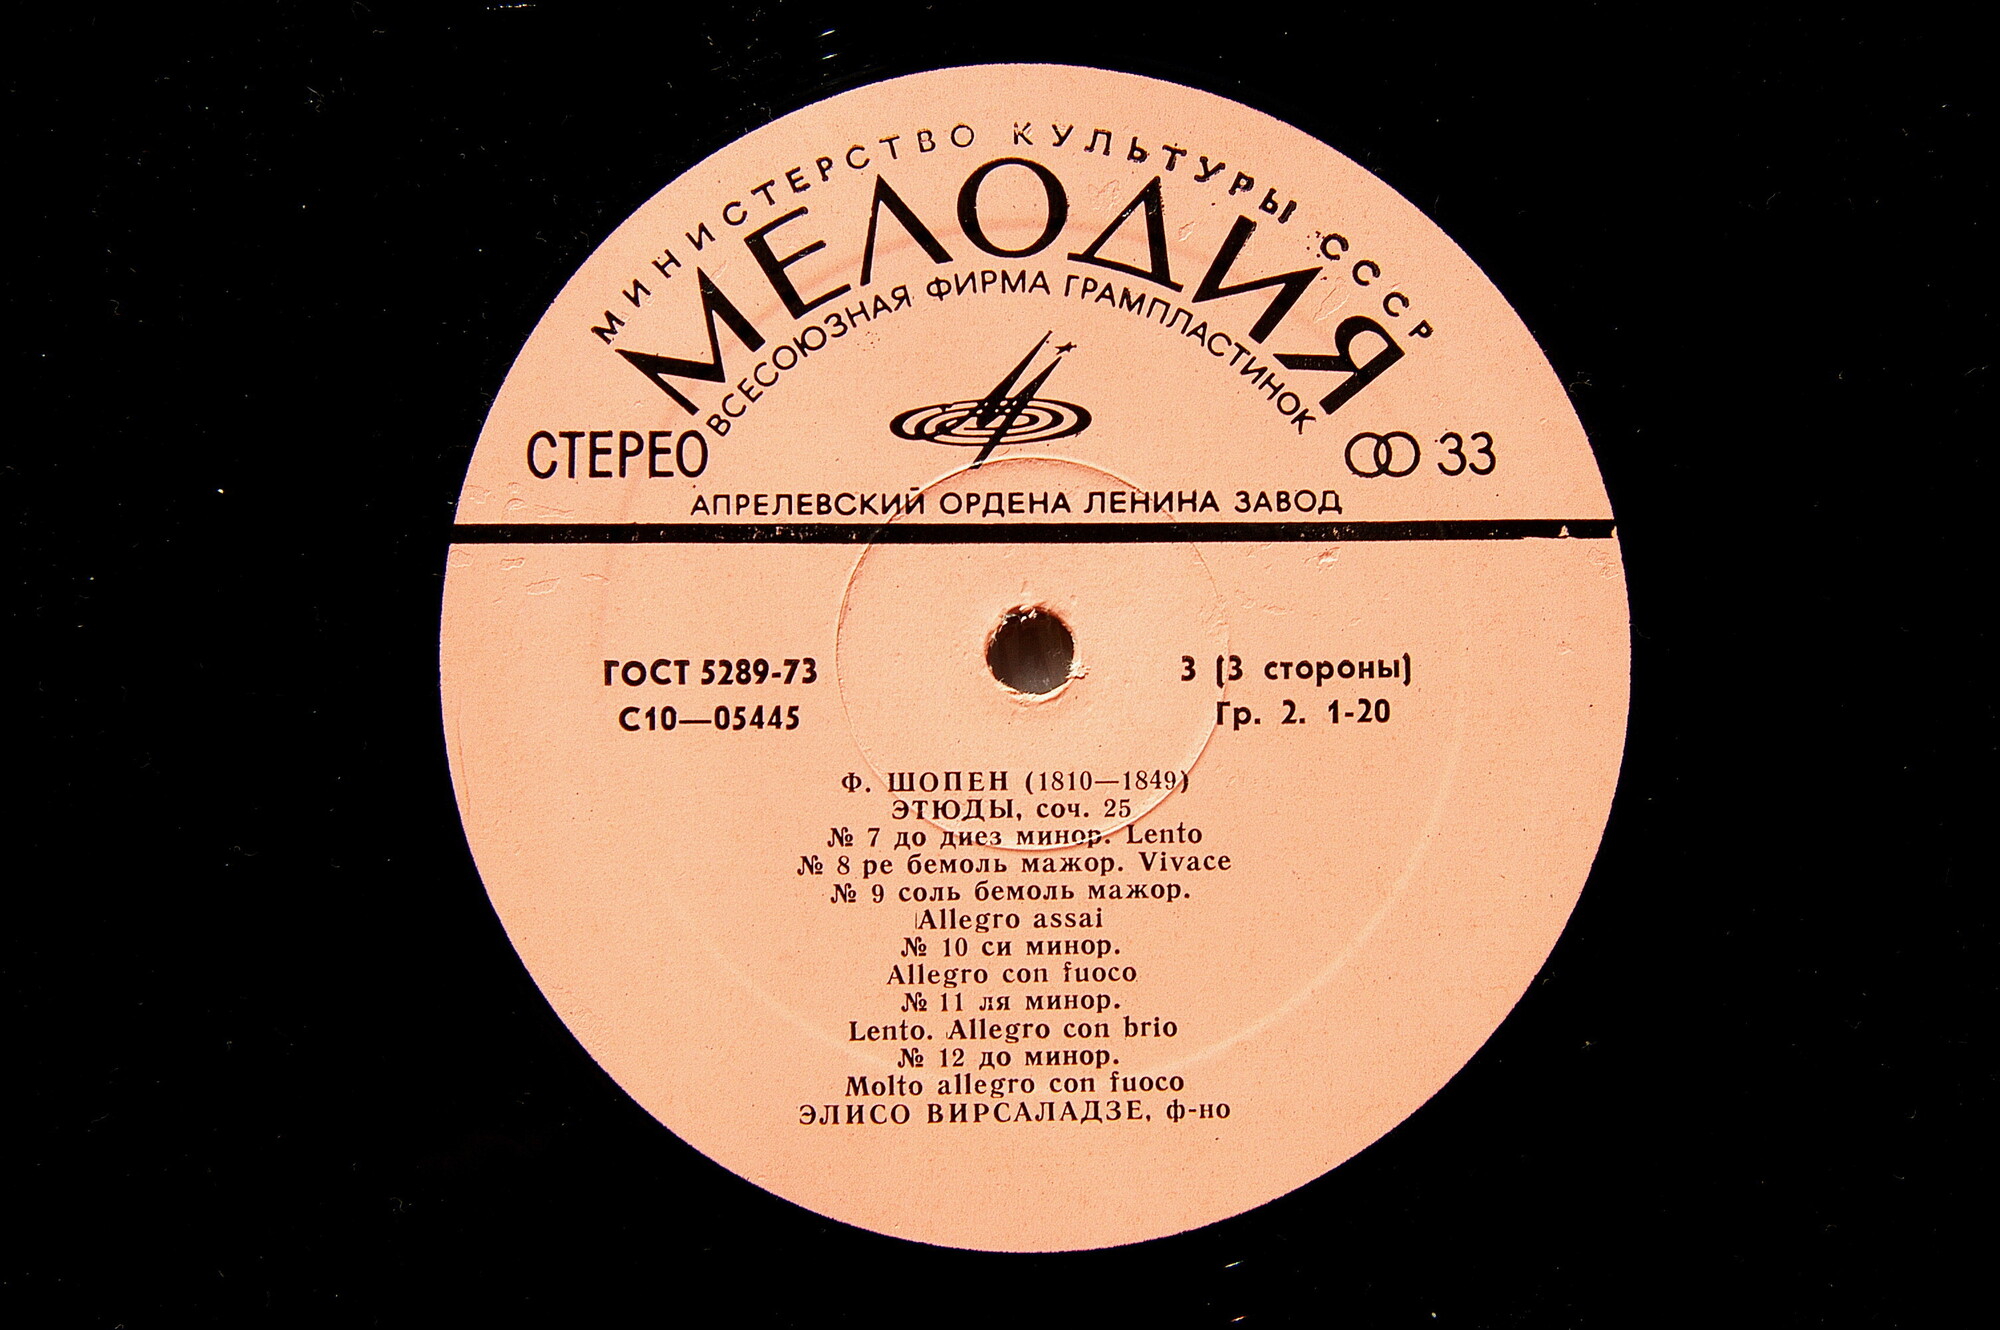 МИНИСТЕРСТВО КУЛЬТУРЫ СССР
МЕЛОДИЯ
ВСЕСОЮЗНАЯ ФИРМА ГРАМПЛАСТИНОК
СТЕРЕО
33
АПРЕЛЕВСКИЙ ОРДЕНА ЛЕНИНА ЗАВОД
ГОСТ 5289-73
С10—05445
3 (3 стороны)
Гр. 2. 1-20
Ф. ШОПЕН (1810—1849)
ЭТЮДЫ, соч. 25
№ 7 до диез минор. Lento
№ 8 ре бемоль мажор. Vivace
№ 9 соль бемоль мажор.
Allegro assai
№ 10 си минор.
Allegro con fuoco
№ 11 ля минор.
Lento. Allegro con brio
№ 12 до минор.
Molto allegro con fuoco
ЭЛИСО ВИРСАЛАДЗЕ, ф-но